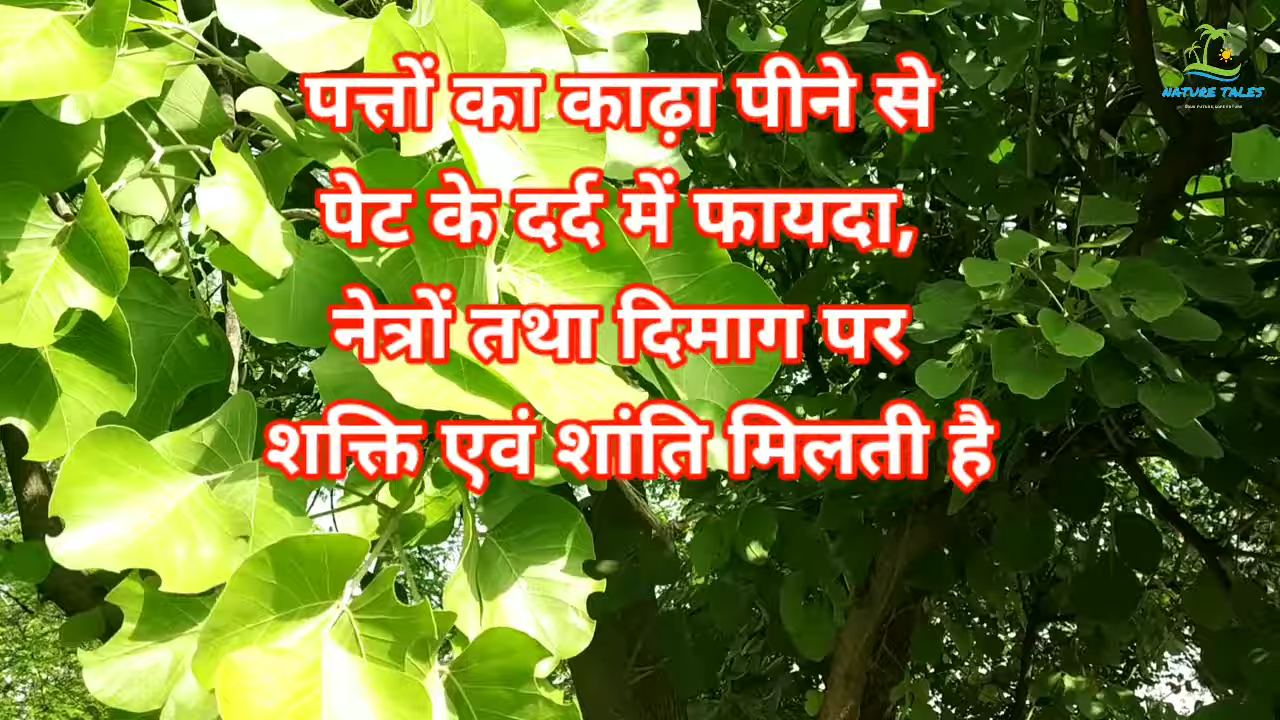 पत्तों का काढ़ा पीने से
पेट के दर्द में फायदा,
नेत्रों तथा दिमाग पर
शक्ति एवं शांति मिलती है
NATURE TALES